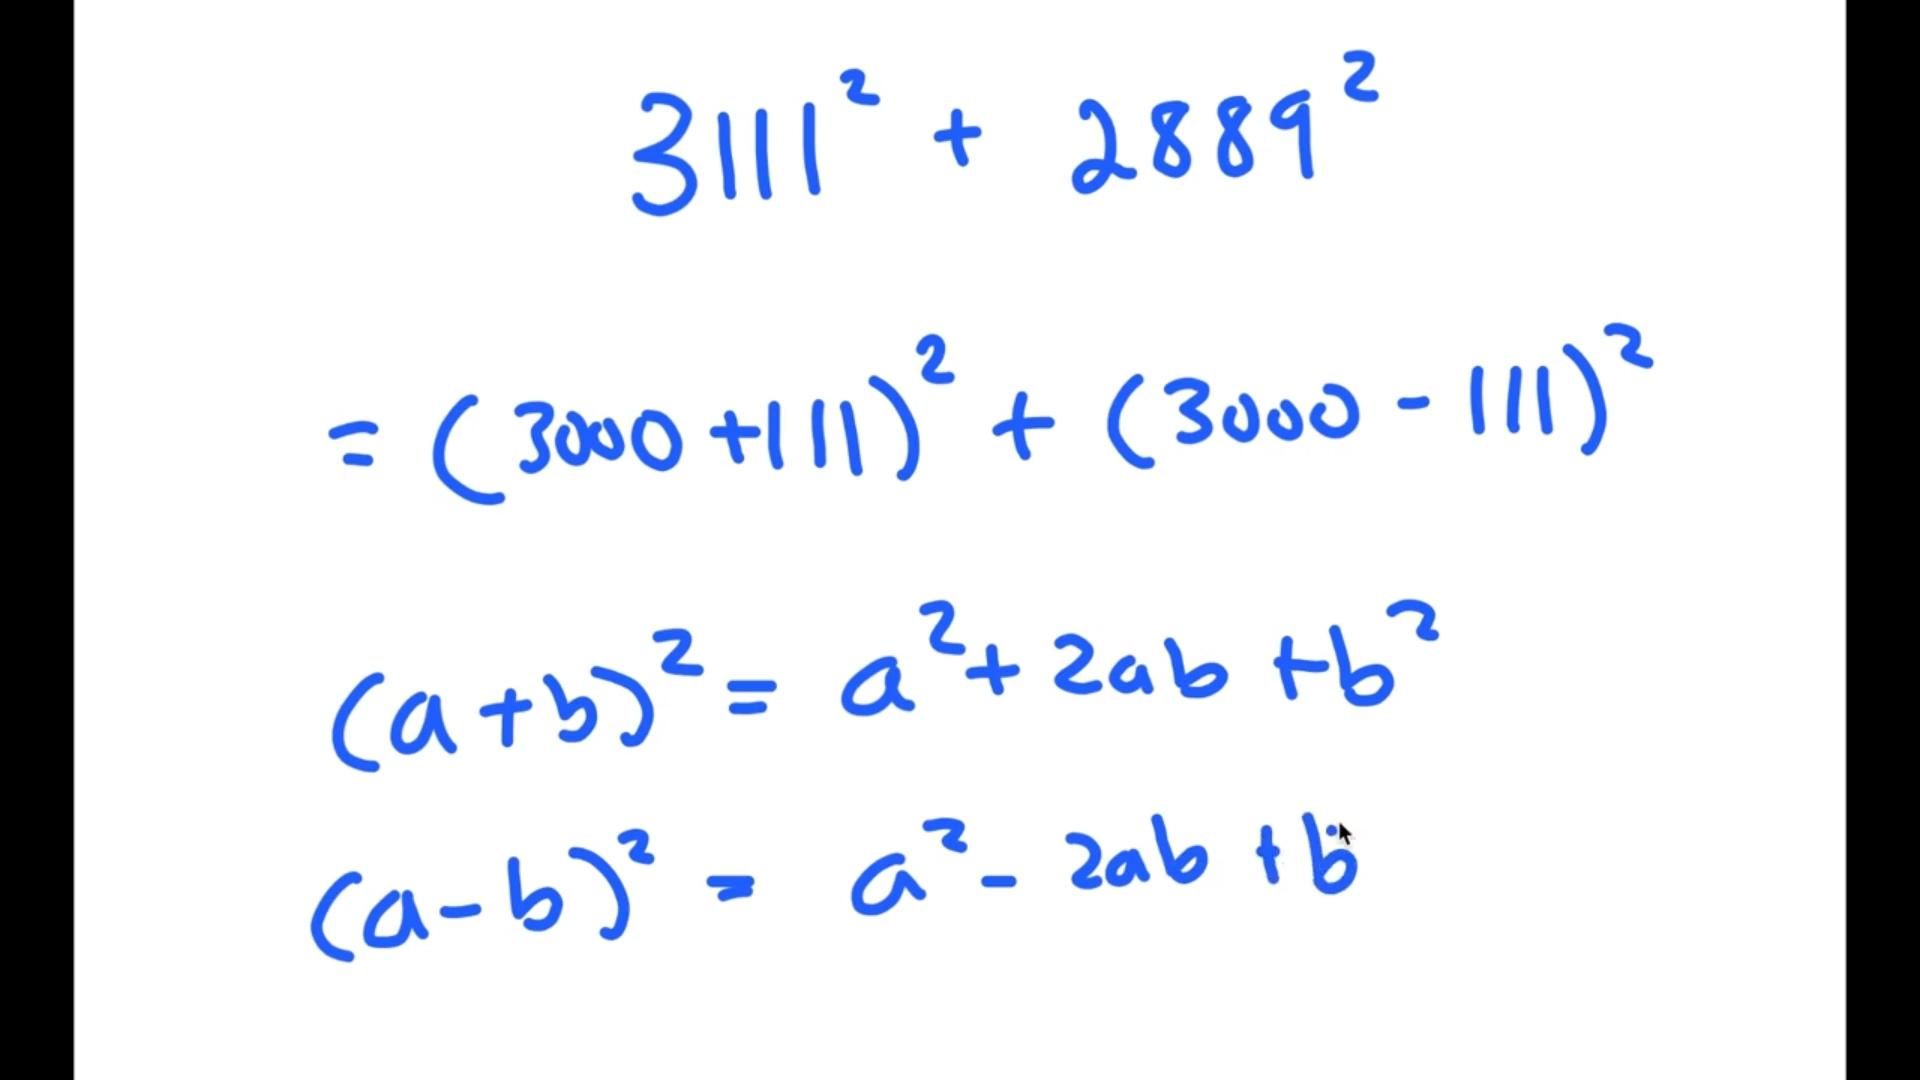 3111² + 2889²
= (3000 + 111)² + (3000 - 111)²
(a + b)² = a² + 2ab + b²
(a - b)² = a² - 2ab + b